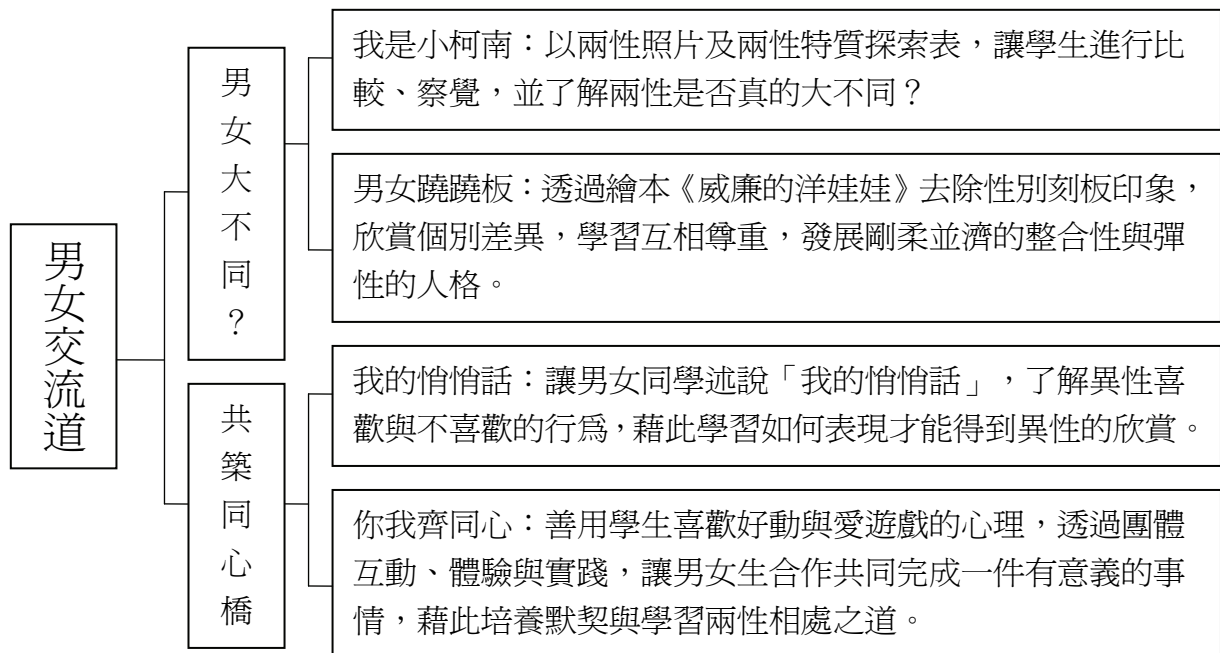 男女交流道
男女大不同？
我是小柯南：以兩性照片及兩性特質探索表，讓學生進行比
較、察覺，並了解兩性是否真的大不同？
男女蹺蹺板：透過繪本《威廉的洋娃娃》去除性別刻板印象，
欣賞個別差異，學習互相尊重，發展剛柔並濟的整合性與彈
性的人格。
共築同心橋
我的悄悄話：讓男女同學述說「我的悄悄話」，了解異性喜
歡與不喜歡的行為，藉此學習如何表現才能得到異性的欣賞。
你我齊同心：善用學生喜歡好動與愛遊戲的心理，透過團體
互動、體驗與實踐，讓男女生合作共同完成一件有意義的事
情，藉此培養默契與學習兩性相處之道。